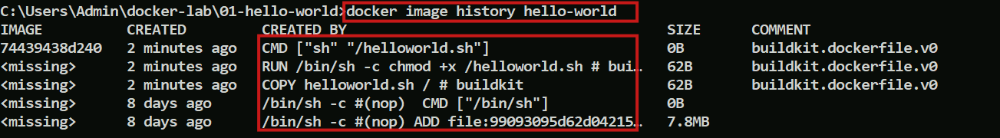 C:\Users\Admin\docker-lab\01-hello-world>docker image history hello-world
IMAGE          CREATED         CREATED BY                                      SIZE      COMMENT
74439438d240   2 minutes ago   CMD ["sh" "/helloworld.sh"]                     0B        buildkit.dockerfile.v0
<missing>      2 minutes ago   RUN /bin/sh -c chmod +x /helloworld.sh # bui…   62B       buildkit.dockerfile.v0
<missing>      2 minutes ago   COPY helloworld.sh / # buildkit                 62B       buildkit.dockerfile.v0
<missing>      8 days ago      /bin/sh -c #(nop)  CMD ["/bin/sh"]              0B
<missing>      8 days ago      /bin/sh -c #(nop) ADD file:99093095d62d04215…   7.8MB